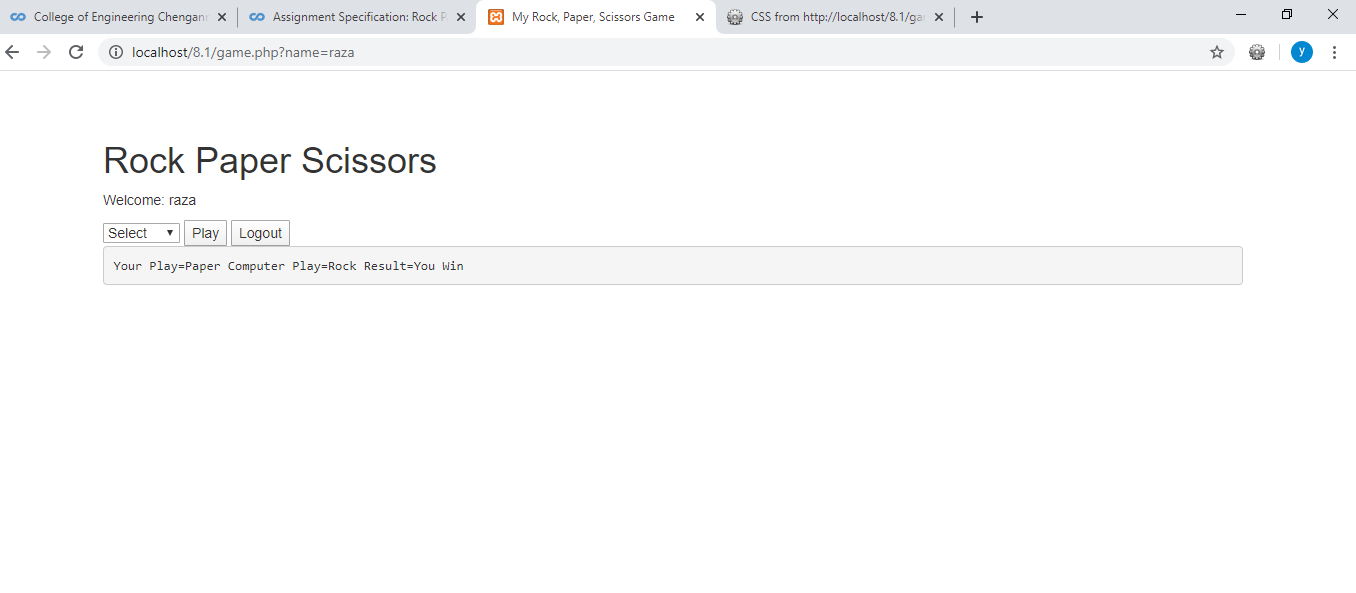 College of Engineering Chengann
Assignment Specification: Rock P
My Rock, Paper, Scissors Game
CSS from http://localhost/8.1/ga
localhost/8.1/game.php?name=raza
y
Rock Paper Scissors
Welcome: raza
Select Play Logout
Your Play=Paper Computer Play=Rock Result=You Win